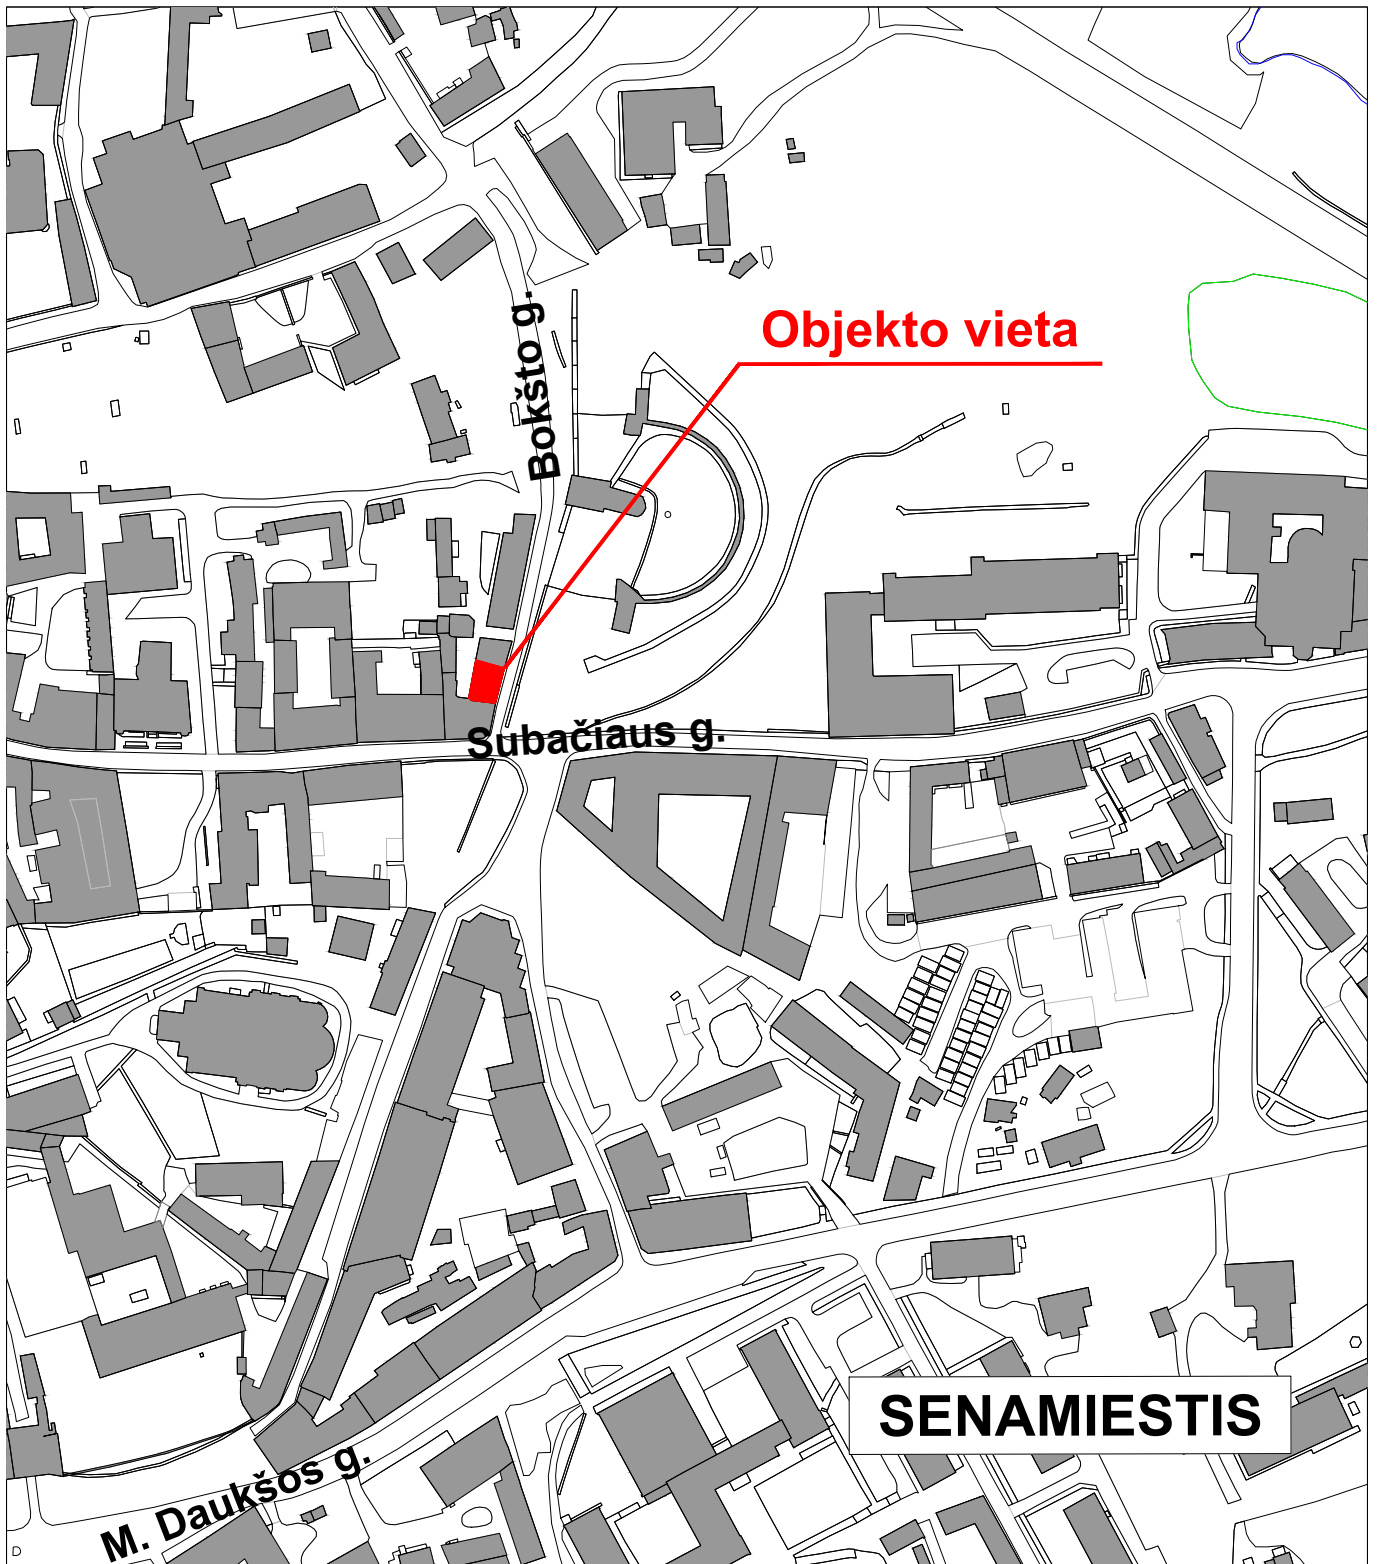 Objekto vieta
Bokšto g.
Subačiaus g.
SENAMIESTIS
M. Daukšos g.